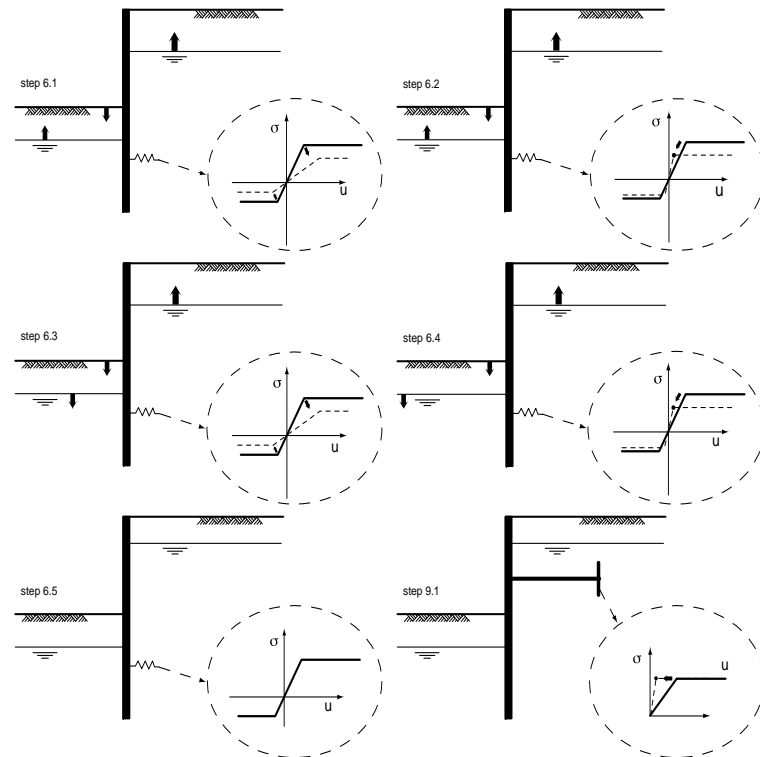 step 6.1
σ
u
step 6.2
σ
u
step 6.3
σ
u
step 6.4
σ
u
step 6.5
σ
u
step 9.1
σ
u